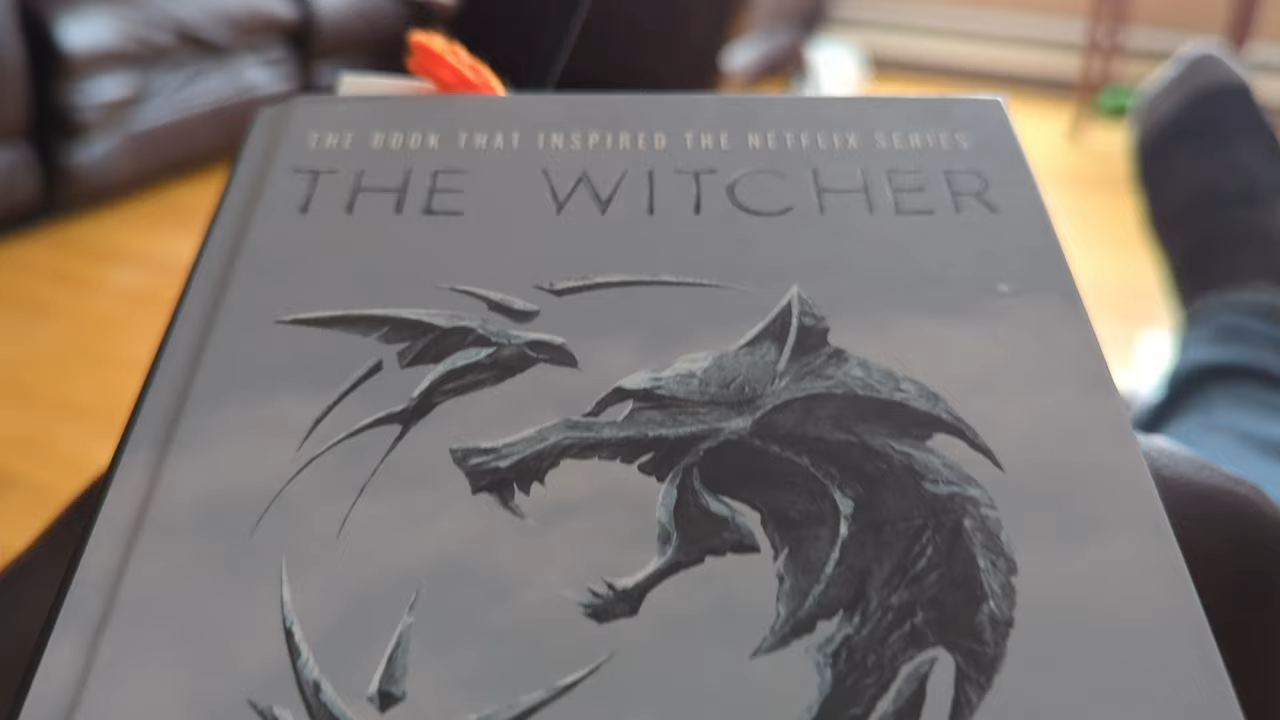 THE BOOK THAT INSPIRED THE NETFLIX SERIES
THE WITCHER